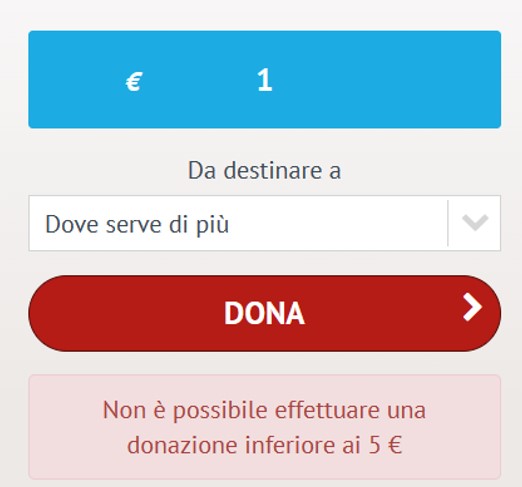 € 1
Da destinare a
Dove serve di più
DONA
Non è possibile effettuare una
donazione inferiore ai 5 €